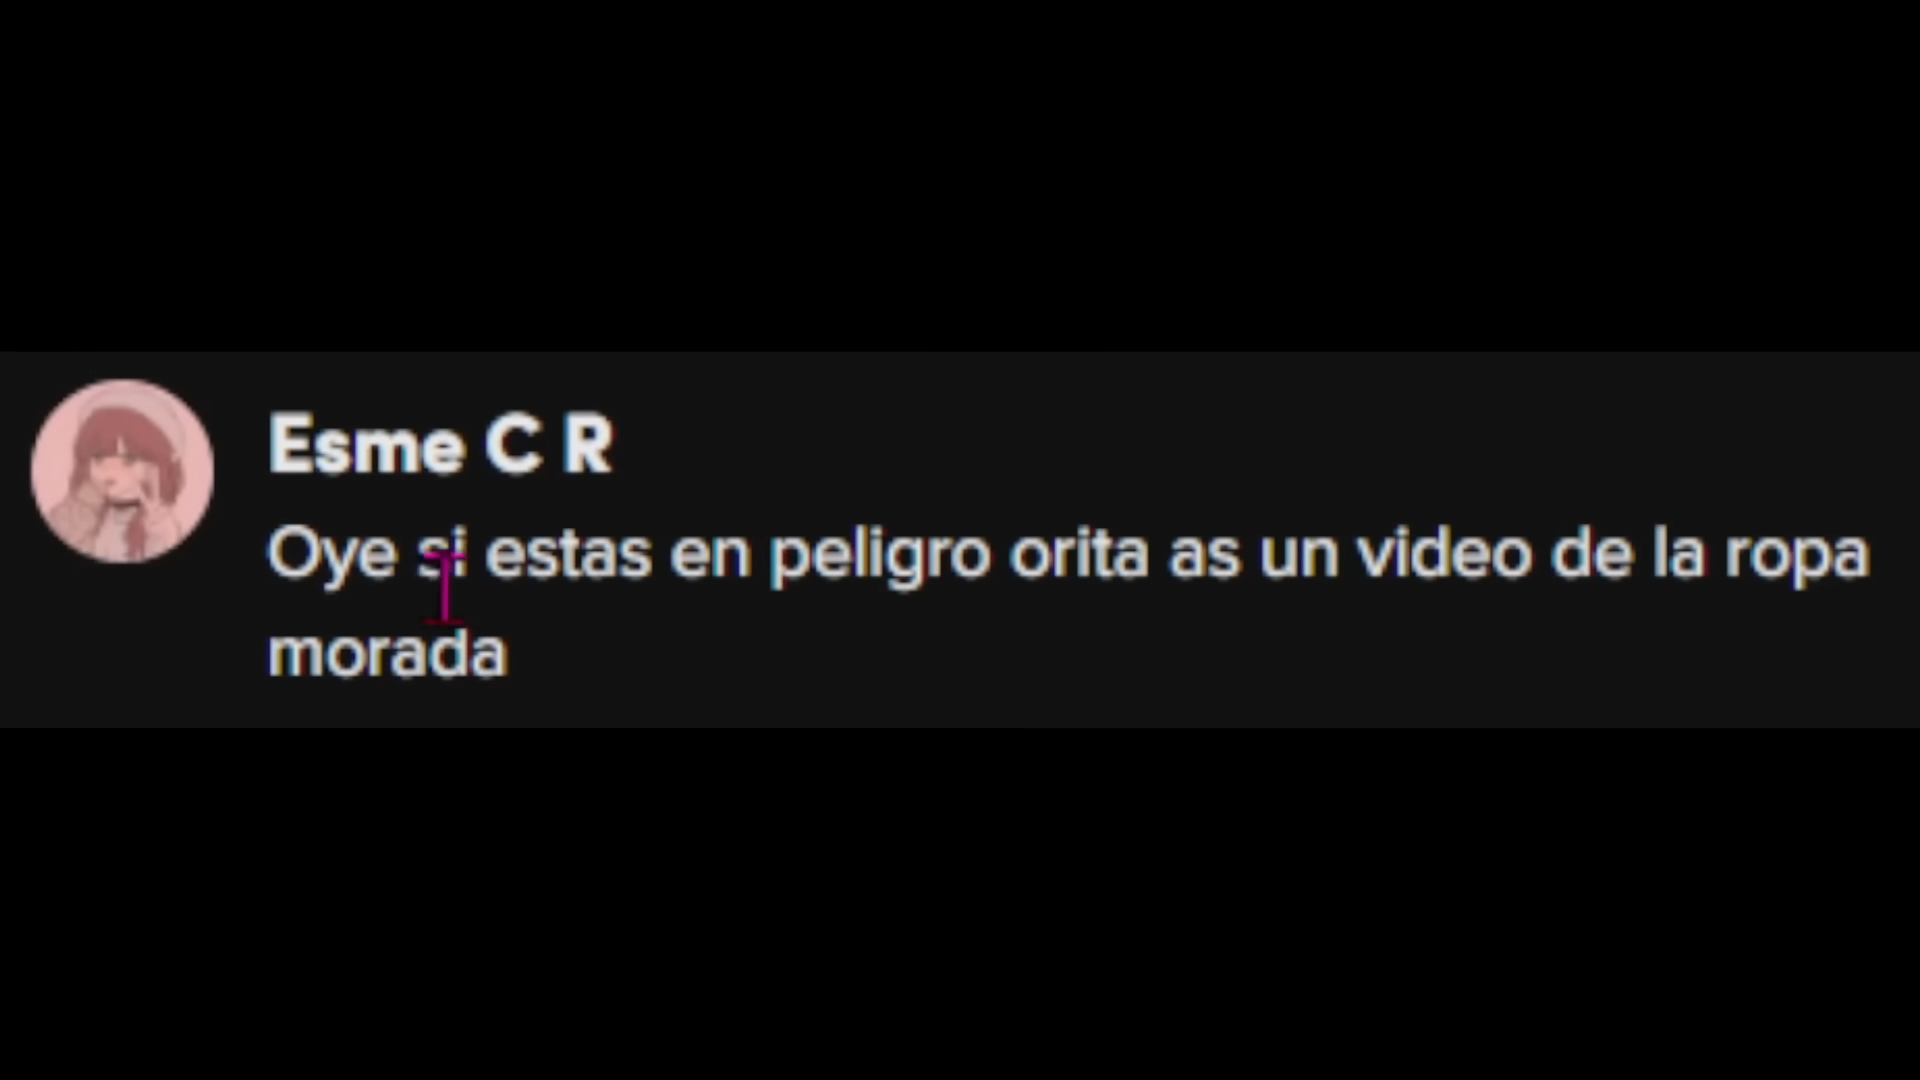 Esme C R
Oye si estas en peligro orita as un video de la ropa
morada